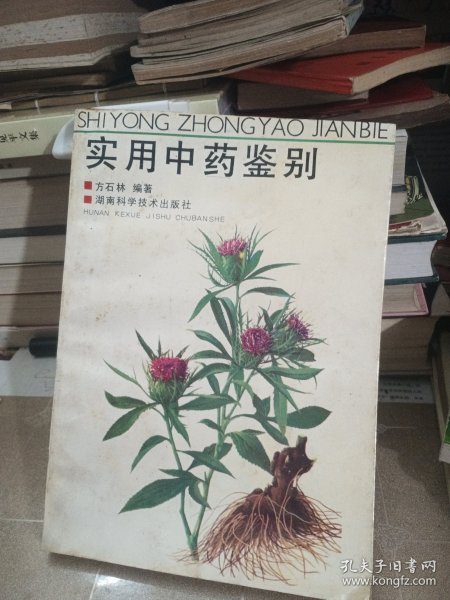 SHIYONG ZHONGYAO JIANBIE
实用中药鉴别
■方石林 编著
■湖南科学技术出版社
HUNAN KEXUE JISHU CHUBANSHE
孔夫子旧书网
www.kongfz.com